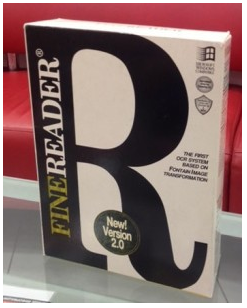 FINEREADER®
R
THE FIRST
OCR SYSTEM
BASED ON
FONTAIN IMAGE
TRANSFORMATION
New!
Version
2.0